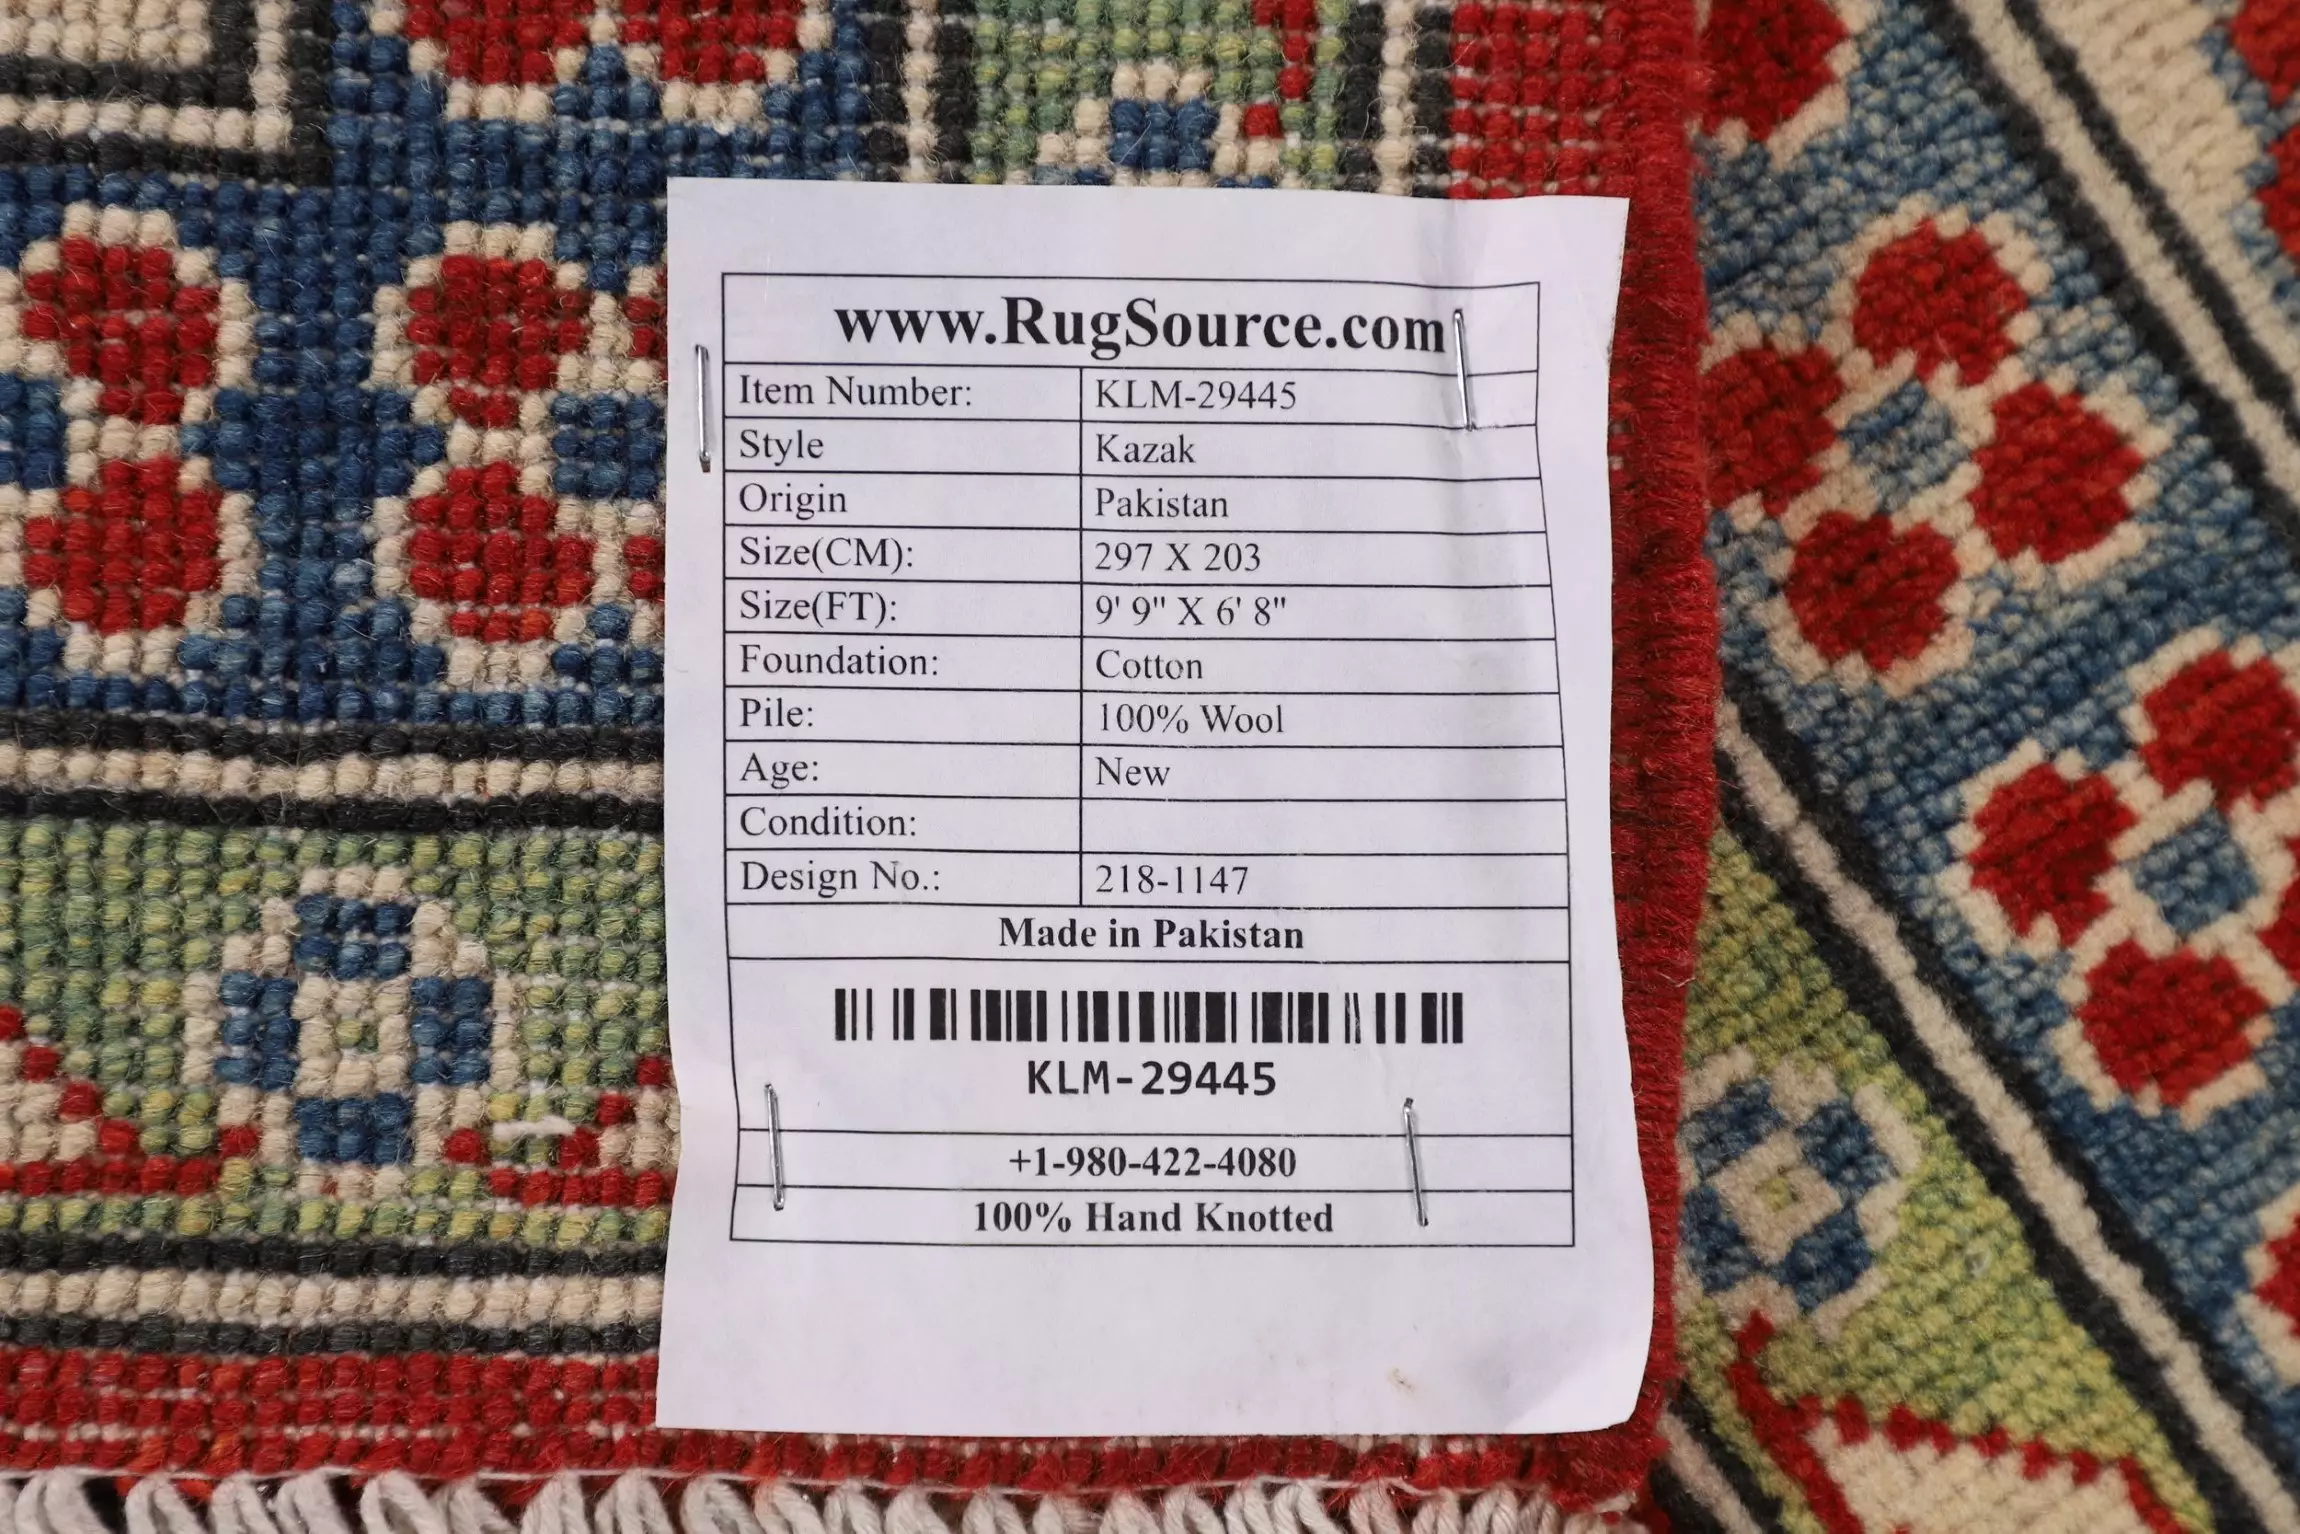 www.RugSource.com
Item Number: KLM-29445
Style Kazak
Origin Pakistan
Size(CM): 297 X 203
Size(FT): 9' 9" X 6' 8"
Foundation: Cotton
Pile: 100% Wool
Age: New
Condition:
Design No.: 218-1147
Made in Pakistan
KLM-29445
+1-980-422-4080
100% Hand Knotted